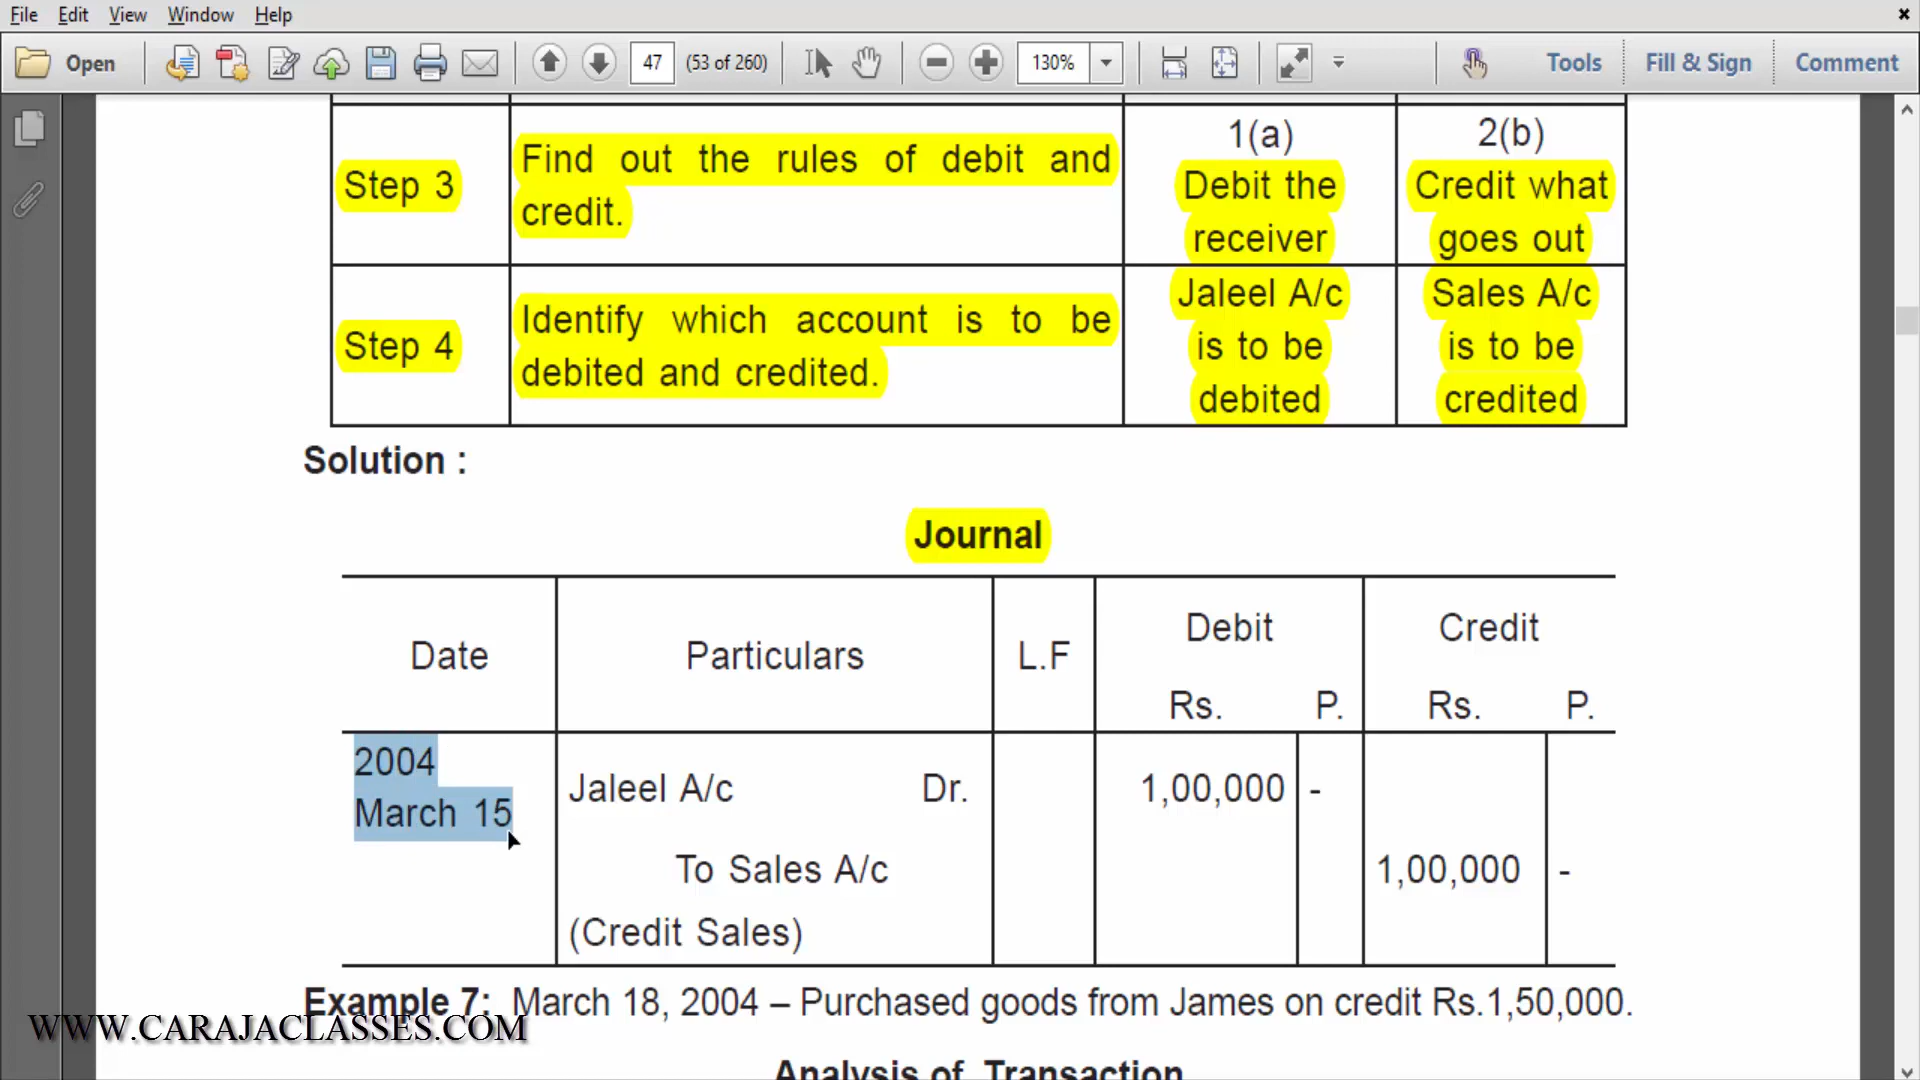 File Edit View Window Help
Open 47 (53 of 260) 130% Tools Fill & Sign Comment
1(a) 2(b)
Step 3 Find out the rules of debit and Debit the Credit what
credit. receiver goes out
Step 4 Identify which account is to be Jaleel A/c Sales A/c
debited and credited. is to be is to be
debited credited
Solution :
Journal
Date Particulars L.F Debit Credit
Rs. P. Rs. P.
2004
March 15 Jaleel A/c Dr. 1,00,000 -
To Sales A/c 1,00,000 -
(Credit Sales)
Example 7: March 18, 2004 – Purchased goods from James on credit Rs.1,50,000.
WWW.CARAJACLASSES.COM
Analysis of Transaction